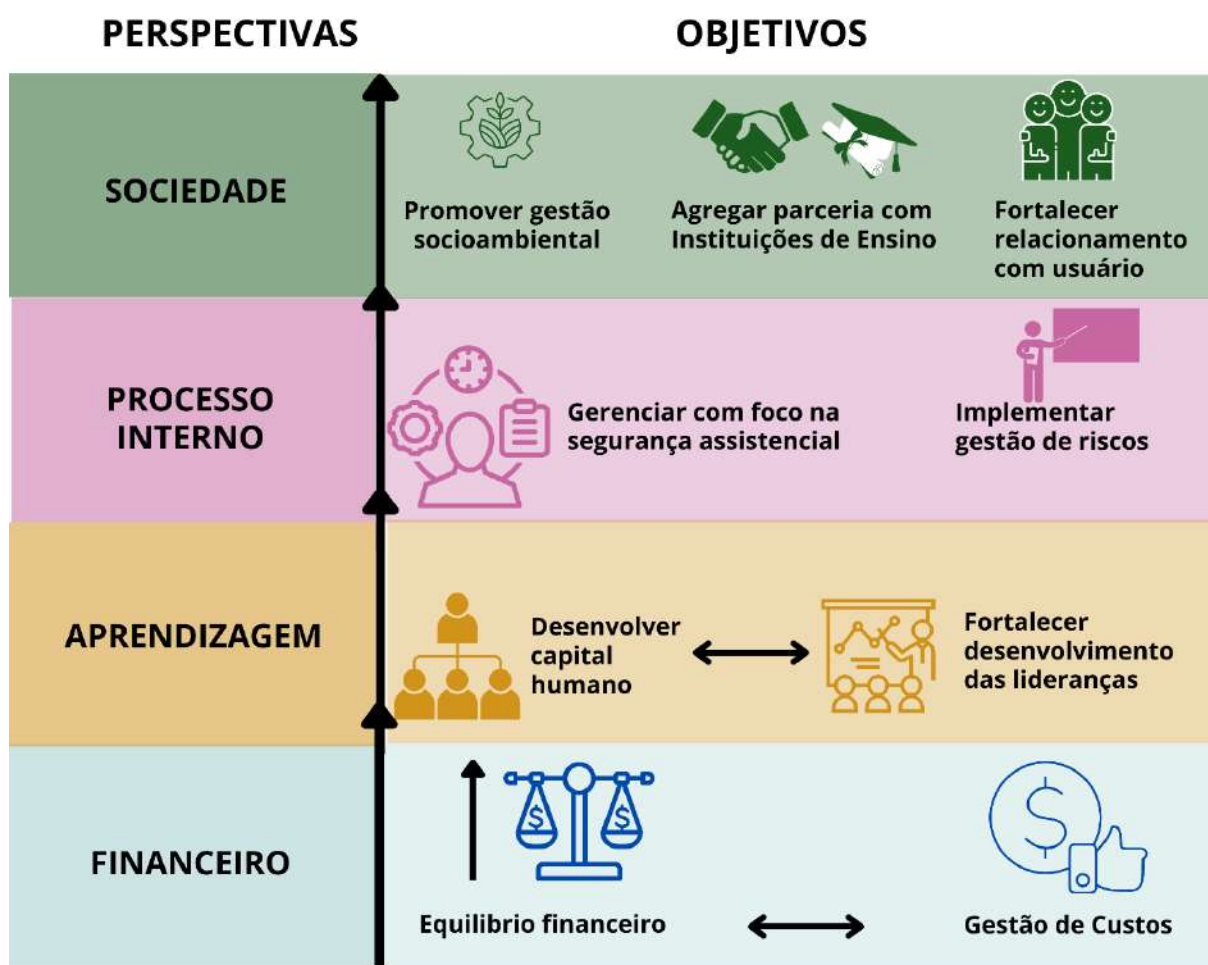 PERSPECTIVAS
OBJETIVOS
SOCIEDADE
Promover gestão
socioambiental
Agregar parceria com
Instituições de Ensino
Fortalecer
relacionamento
com usuário
PROCESSO
INTERNO
Gerenciar com foco na
segurança assistencial
Implementar
gestão de riscos
APRENDIZAGEM
Desenvolver
capital
humano
Fortalecer
desenvolvimento
das lideranças
FINANCEIRO
$
$
$
Equilibrio financeiro
Gestão de Custos